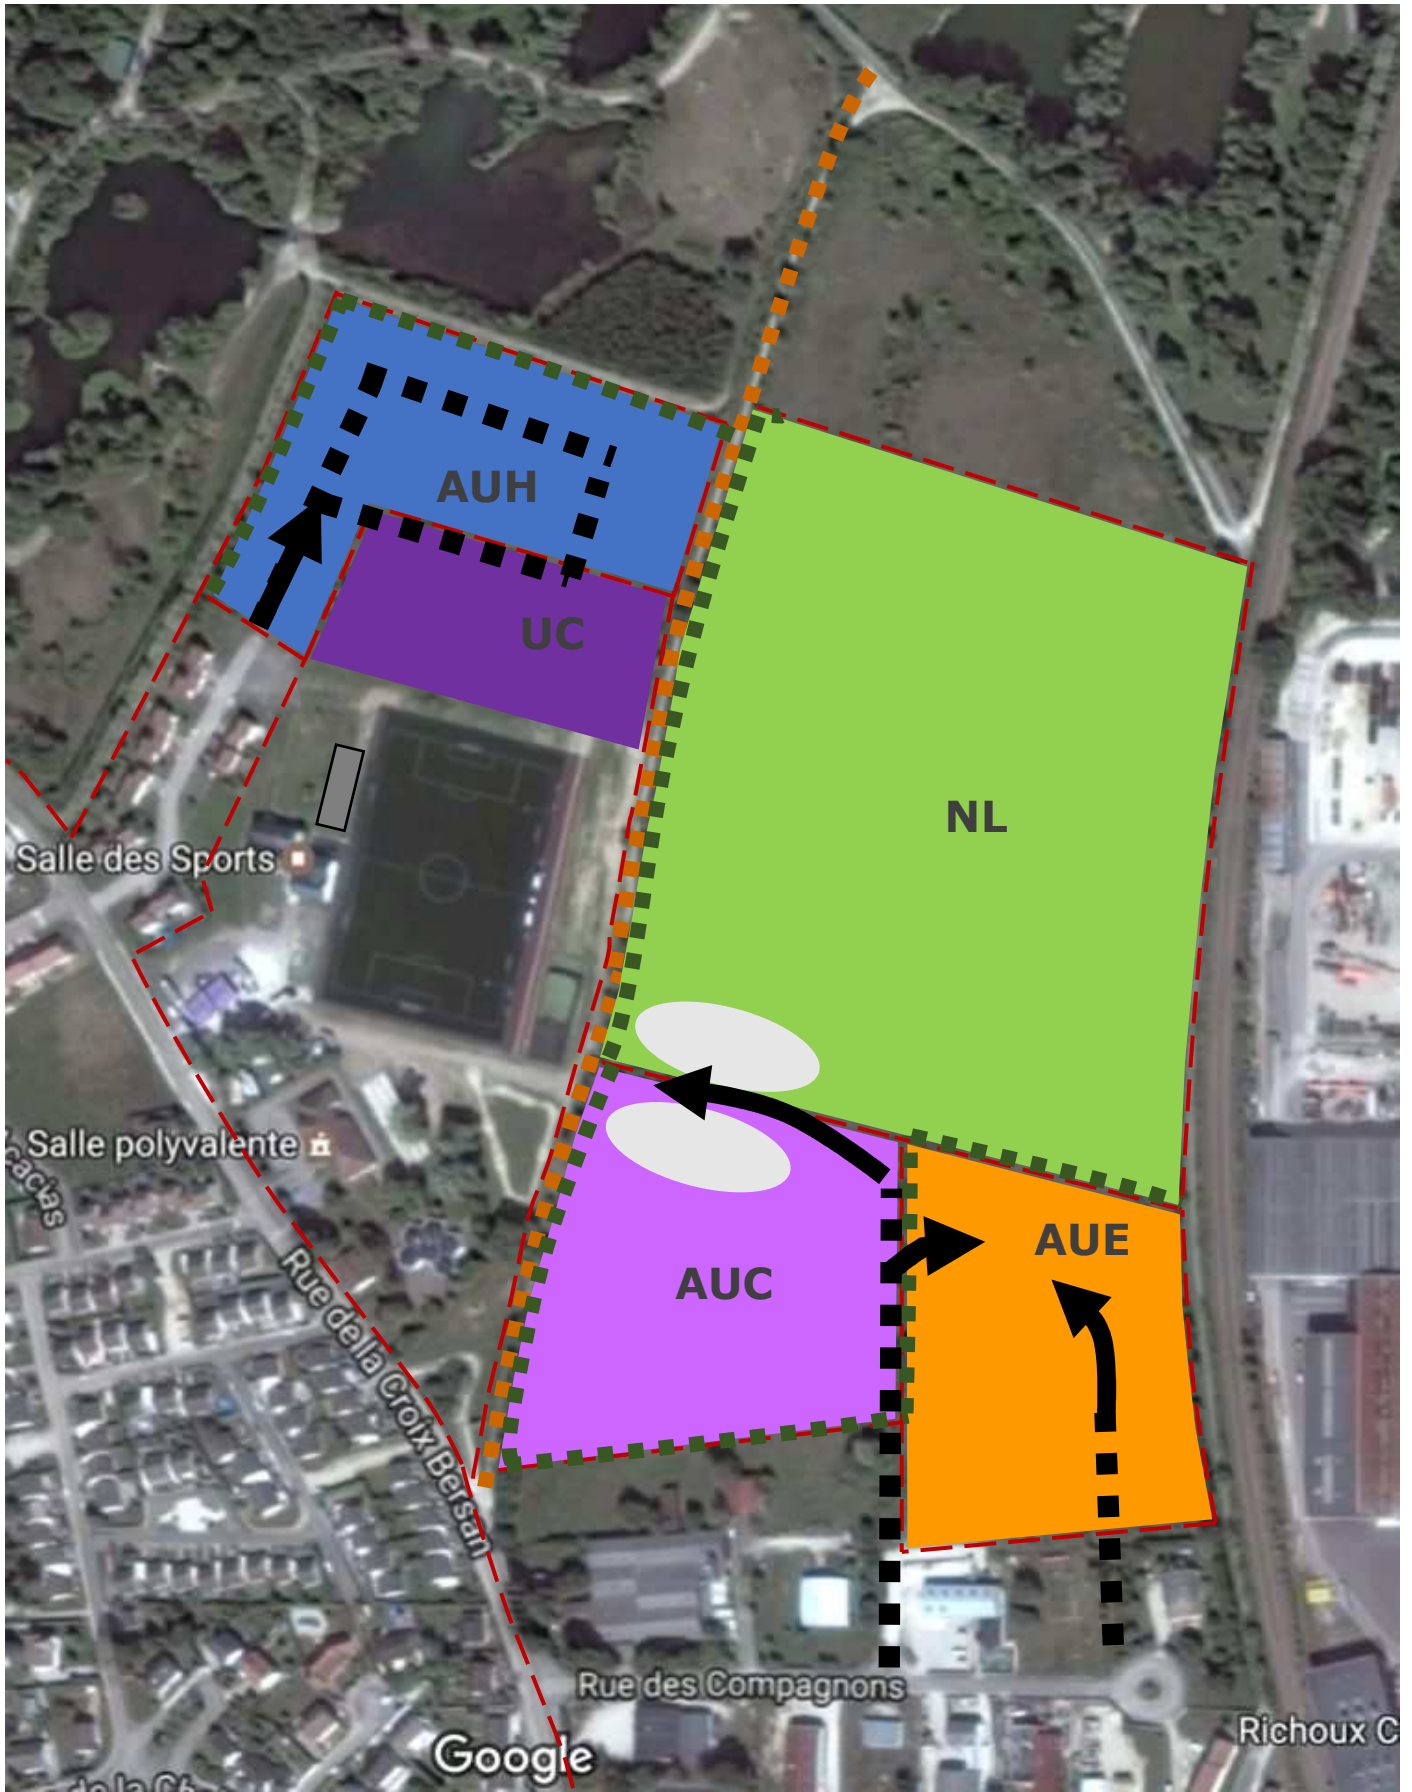 AUH
UC
NL
Salle des Sports
Salle polyvalente
AUE
AUC
Rue de la Croix Bersan
Rue des Compagnons
Richoux C
Google